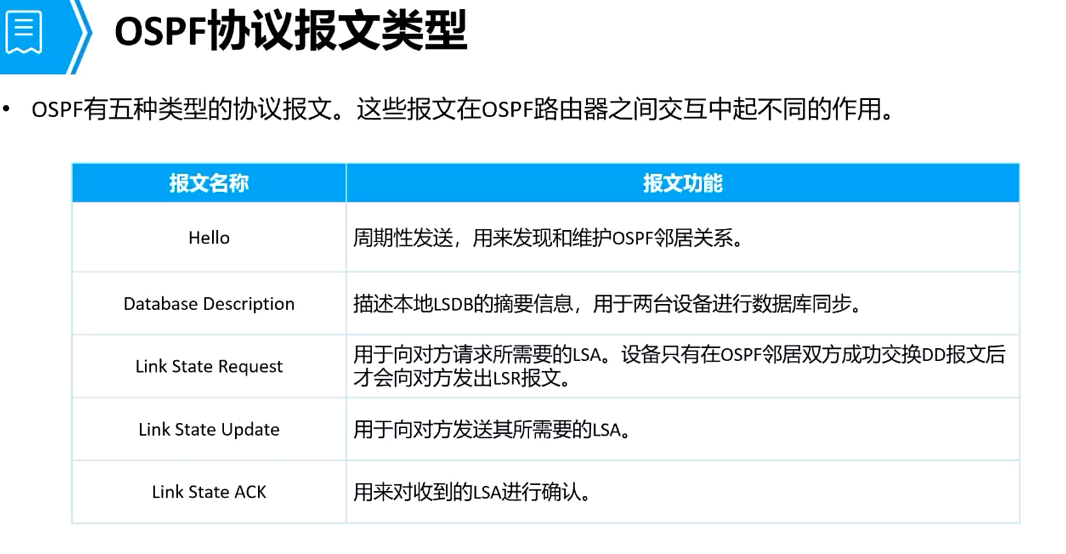 OSPF协议报文类型
• OSPF有五种类型的协议报文。这些报文在OSPF路由器之间交互中起不同的作用。
报文名称 报文功能
Hello 周期性发送，用来发现和维护OSPF邻居关系。
Database Description 描述本地LSDB的摘要信息，用于两台设备进行数据库同步。
Link State Request 用于向对方请求所需要的LSA。设备只有在OSPF邻居双方成功交换DD报文后
才会向对方发出LSR报文。
Link State Update 用于向对方发送其所需要的LSA。
Link State ACK 用来对收到的LSA进行确认。